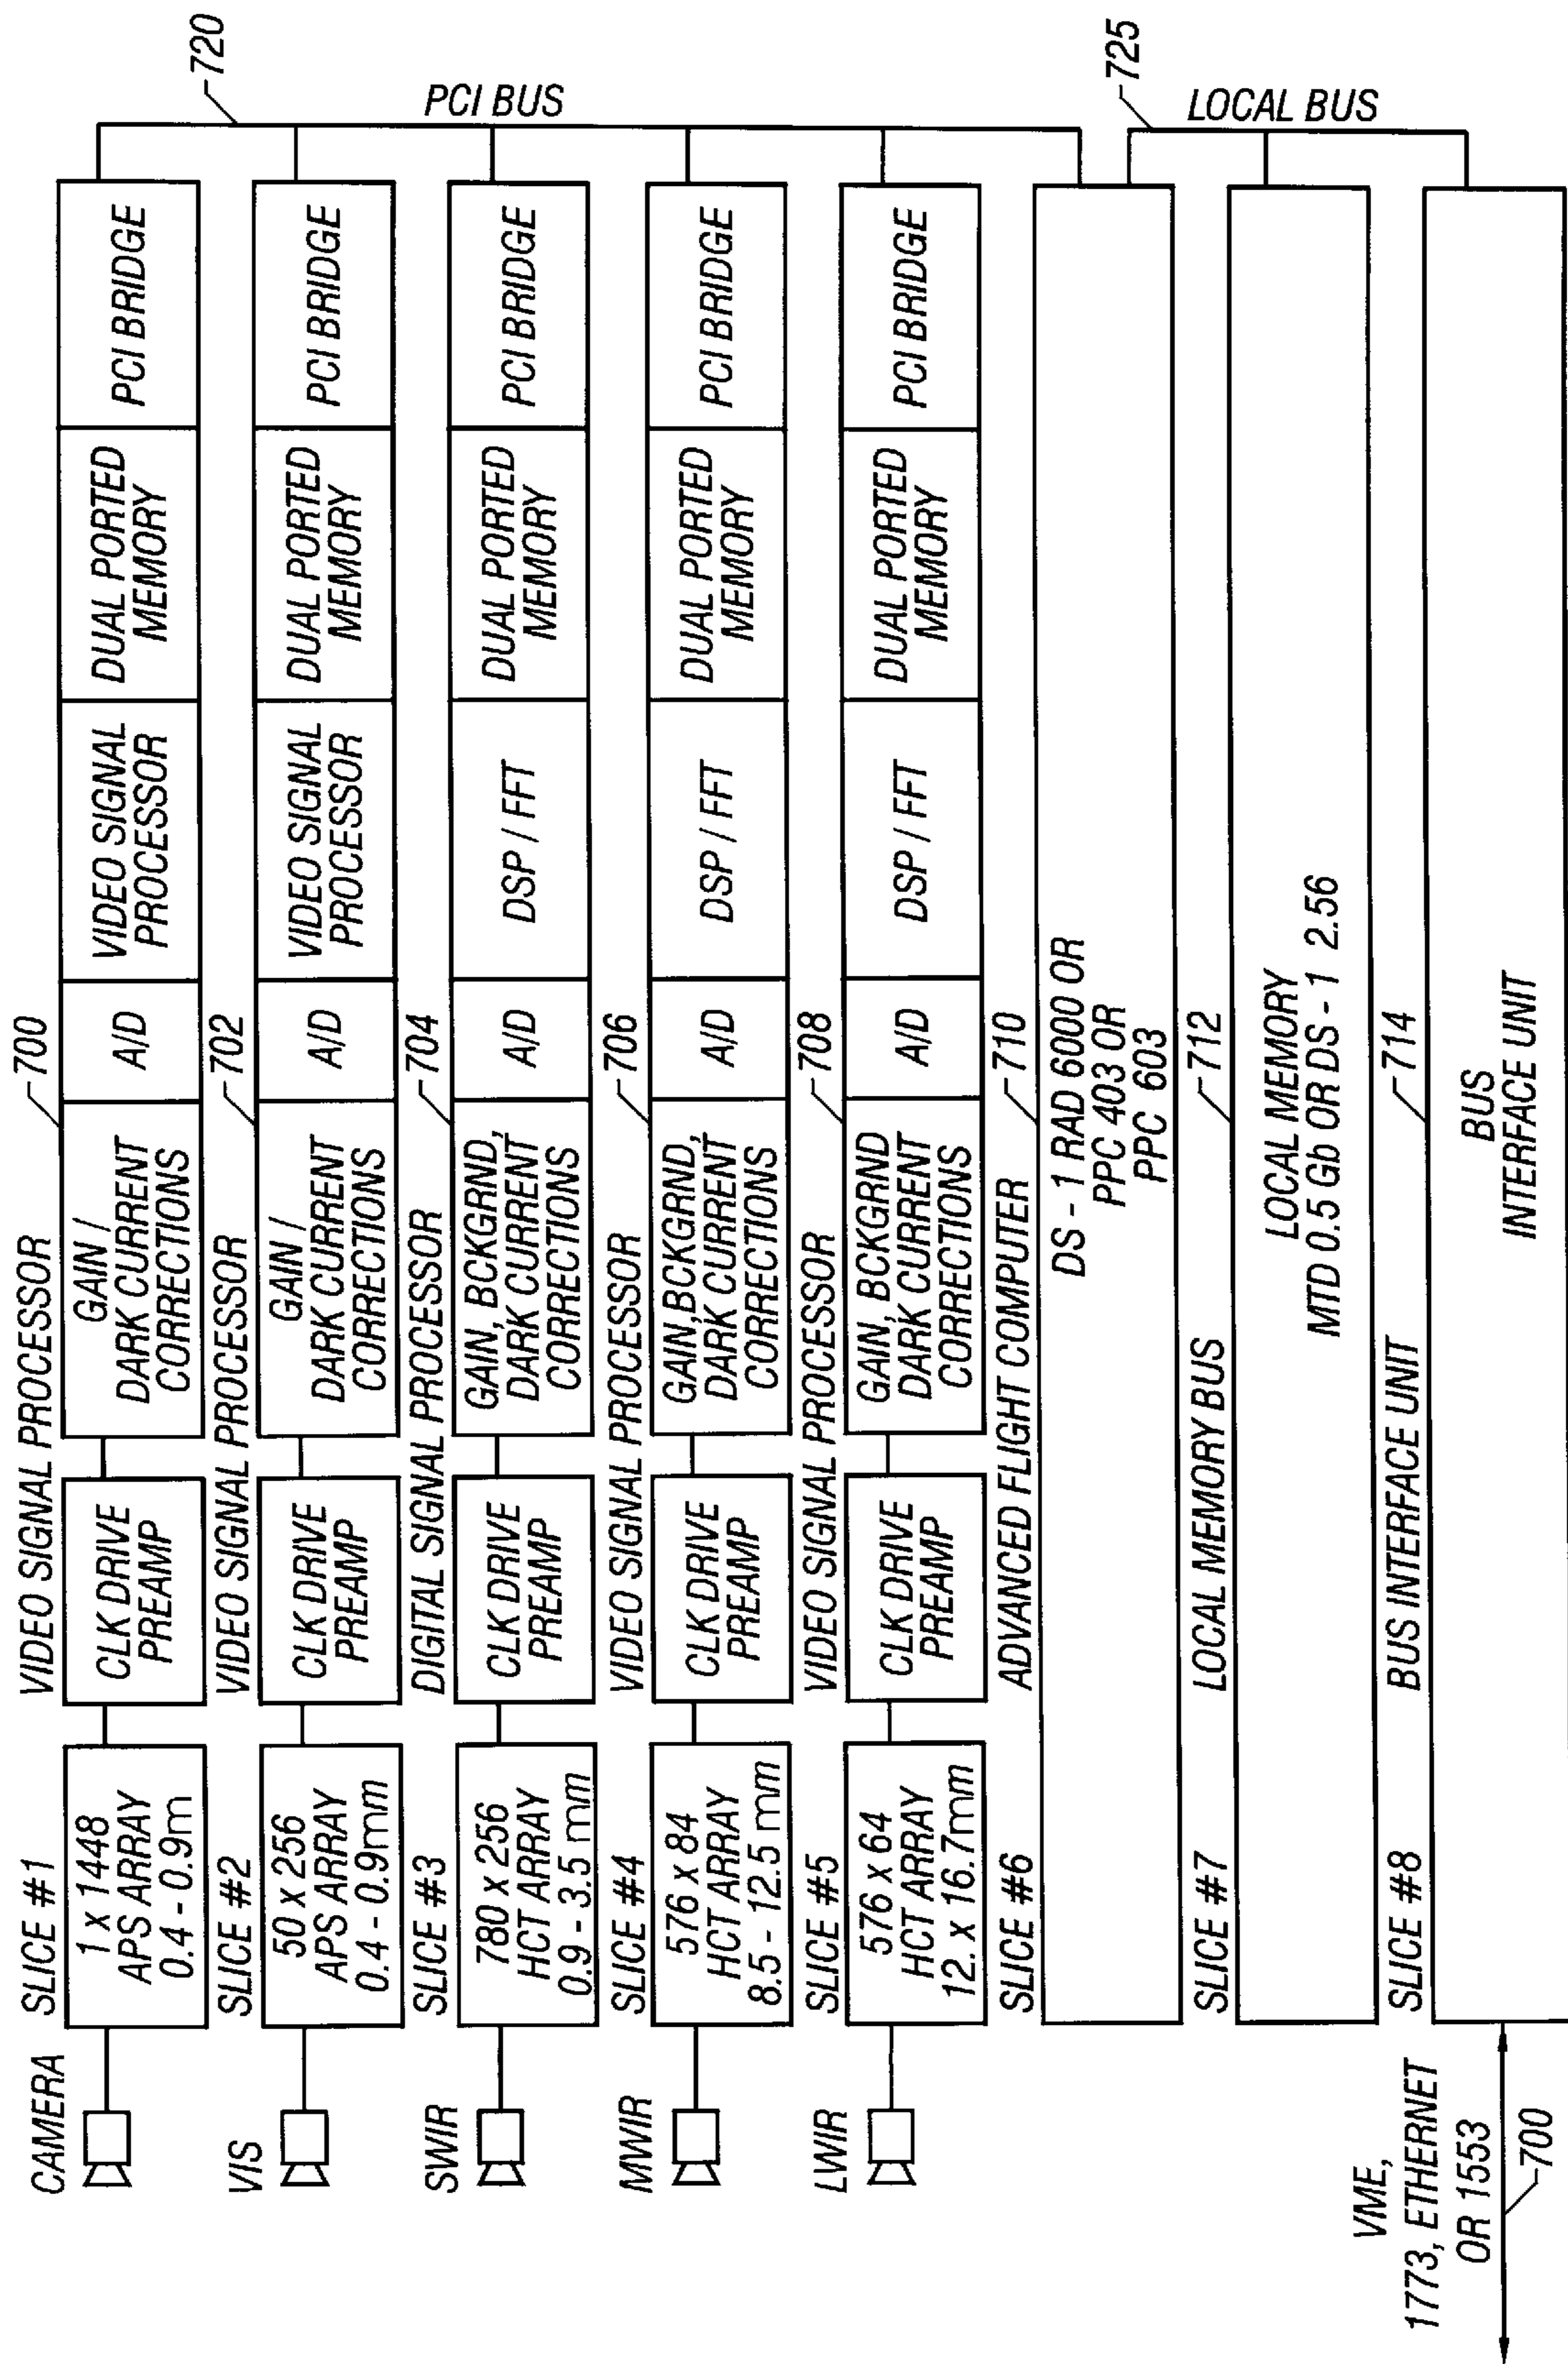 CAMERA
SLICE #1
VIDEO SIGNAL PROCESSOR
700
1 x 1448
APS ARRAY
0.4 - 0.9m
CLK DRIVE
PREAMP
GAIN /
DARK CURRENT
CORRECTIONS
A/D
VIDEO SIGNAL
PROCESSOR
DUAL PORTED
MEMORY
PCI BRIDGE
720
PCI BUS
VIS
SLICE #2
VIDEO SIGNAL PROCESSOR
702
50 x 256
APS ARRAY
0.4 - 0.9mm
CLK DRIVE
PREAMP
GAIN /
DARK CURRENT
CORRECTIONS
A/D
VIDEO SIGNAL
PROCESSOR
DUAL PORTED
MEMORY
PCI BRIDGE
SWIR
SLICE #3
DIGITAL SIGNAL PROCESSOR
704
780 x 256
HCT ARRAY
0.9 - 3.5 mm
CLK DRIVE
PREAMP
GAIN, BCKGRND,
DARK CURRENT
CORRECTIONS
A/D
DSP / FFT
DUAL PORTED
MEMORY
PCI BRIDGE
MWIR
SLICE #4
VIDEO SIGNAL PROCESSOR
706
576 x 84
HCT ARRAY
8.5 - 12.5 mm
CLK DRIVE
PREAMP
GAIN,BCKGRND,
DARK CURRENT
CORRECTIONS
A/D
DSP / FFT
DUAL PORTED
MEMORY
PCI BRIDGE
LWIR
SLICE #5
VIDEO SIGNAL PROCESSOR
708
576 x 64
HCT ARRAY
12. x 16.7mm
CLK DRIVE
PREAMP
GAIN, BCKGRND
DARK CURRENT
CORRECTIONS
A/D
DSP / FFT
DUAL PORTED
MEMORY
PCI BRIDGE
SLICE #6
ADVANCED FLIGHT COMPUTER
710
DS - 1 RAD 6000 OR
PPC 403 OR
PPC 603
725
LOCAL BUS
SLICE #7
LOCAL MEMORY BUS
712
LOCAL MEMORY
MTD 0.5 Gb OR DS - 1 2.56
SLICE #8
BUS INTERFACE UNIT
714
BUS
INTERFACE UNIT
VME,
1773, ETHERNET
OR 1553
700